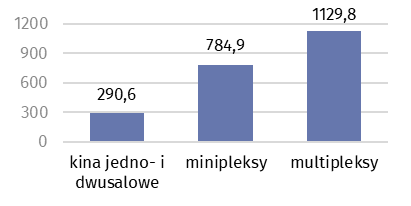 1129,8
1200
784,9
900
600
290,6
300
0
kina jedno- i
dwusalowe
minipleksy
multipleksy